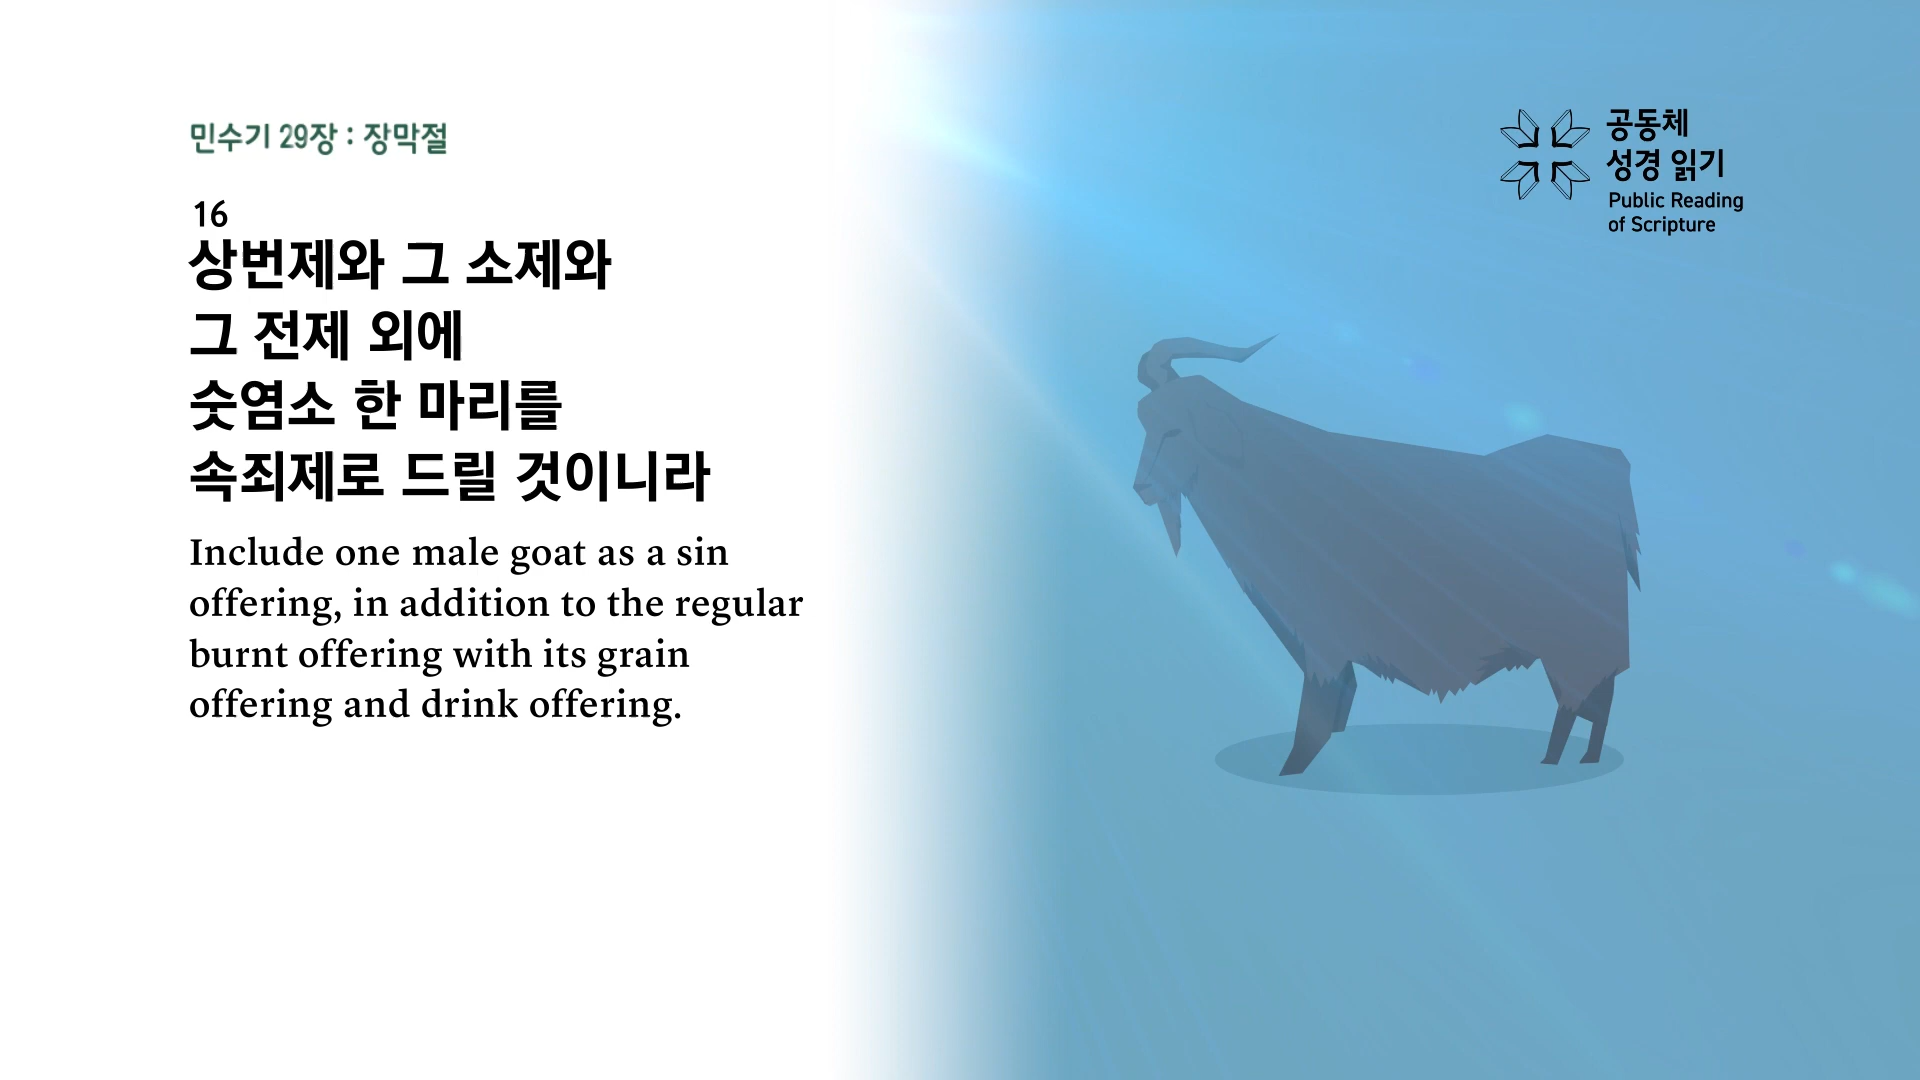 민수기 29장 : 장막절
16
상번제와 그 소제와
그 전제 외에
숫염소 한 마리를
속죄제로 드릴 것이니라
Include one male goat as a sin
offering, in addition to the regular
burnt offering with its grain
offering and drink offering.
공동체
성경 읽기
Public Reading
of Scripture